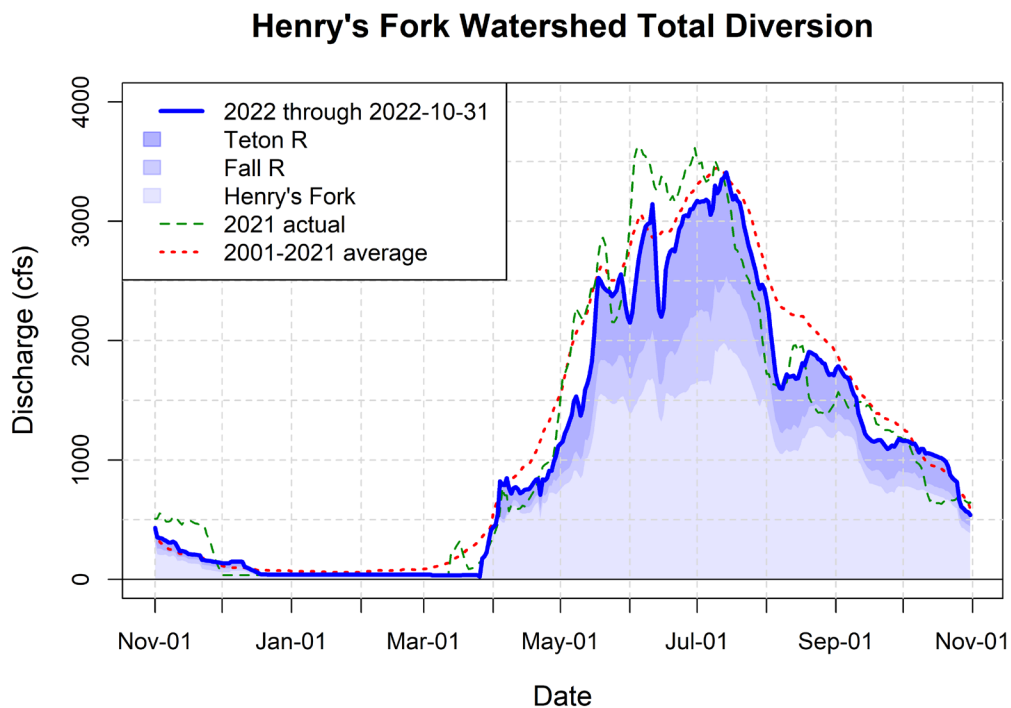 Henry's Fork Watershed Total Diversion
4000
3000
2000
1000
0
Discharge (cfs)
2022 through 2022-10-31
Teton R
Fall R
Henry's Fork
2021 actual
2001-2021 average
Nov-01 Jan-01 Mar-01 May-01 Jul-01 Sep-01 Nov-01
Date